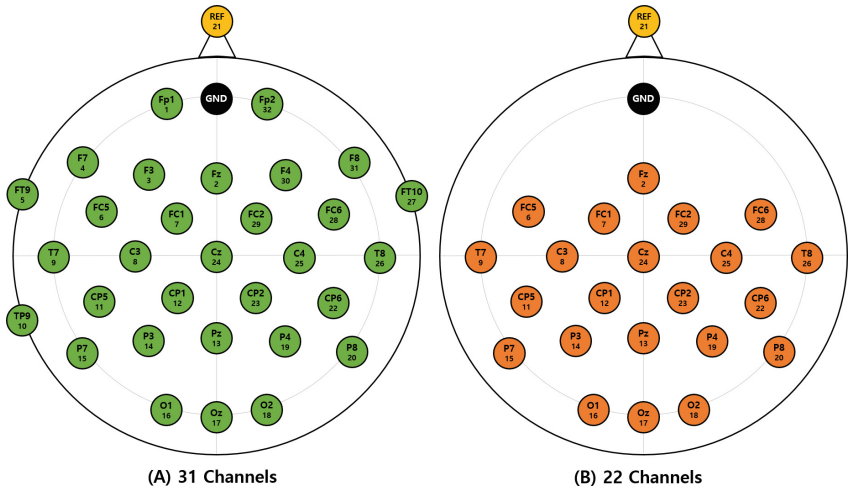 REF
21
GND
Fp1
1
Fp2
32
F7
4
F3
3
Fz
2
F4
30
F8
31
FT9
5
FT10
27
FC5
6
FC1
7
FC2
29
FC6
28
T7
9
C3
8
Cz
24
C4
25
T8
26
CP5
11
CP1
12
CP2
23
CP6
22
TP9
10
P7
15
P3
14
Pz
13
P4
19
P8
20
O1
16
Oz
17
O2
18
(A) 31 Channels
REF
21
GND
Fz
2
FC5
6
FC1
7
FC2
29
FC6
28
T7
9
C3
8
Cz
24
C4
25
T8
26
CP5
11
CP1
12
CP2
23
CP6
22
P7
15
P3
14
Pz
13
P4
19
P8
20
O1
16
Oz
17
O2
18
(B) 22 Channels